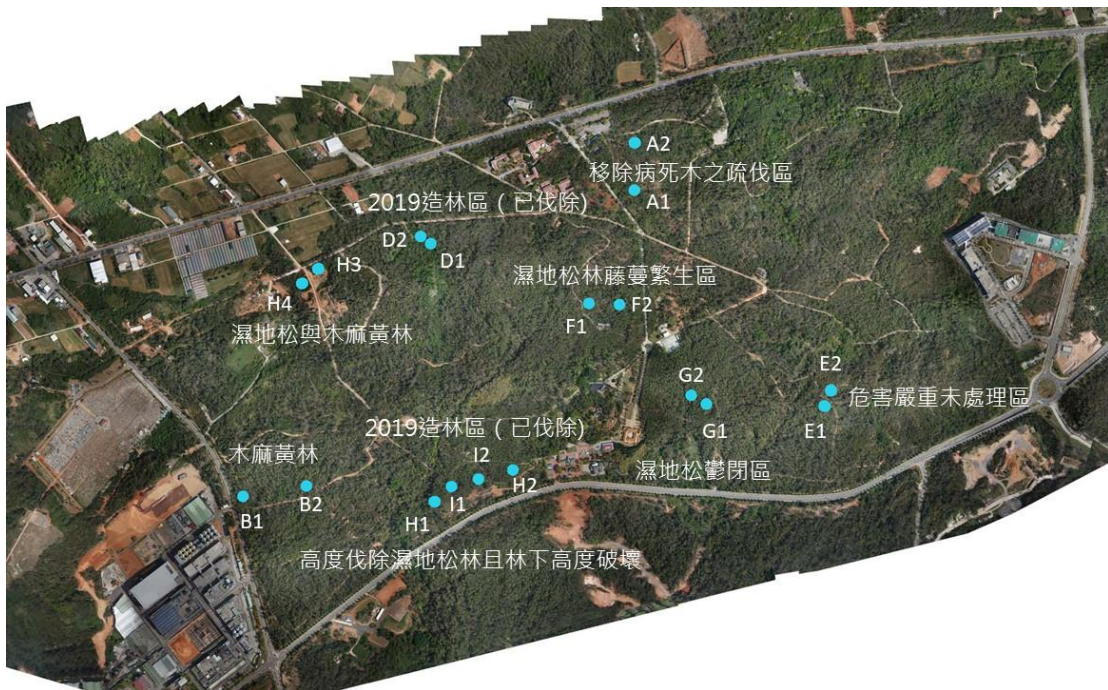 A2
移除病死木之疏伐區
A1
2019造林區（已伐除)
D2
D1
H3
H4
濕地松林藤蔓繁生區
F1
F2
濕地松與木麻黃林
G2
G1
E2
危害嚴重未處理區
E1
2019造林區（已伐除)
木麻黃林
I2
H2
濕地松鬱閉區
B1
B2
I1
H1
高度伐除濕地松林且林下高度破壞